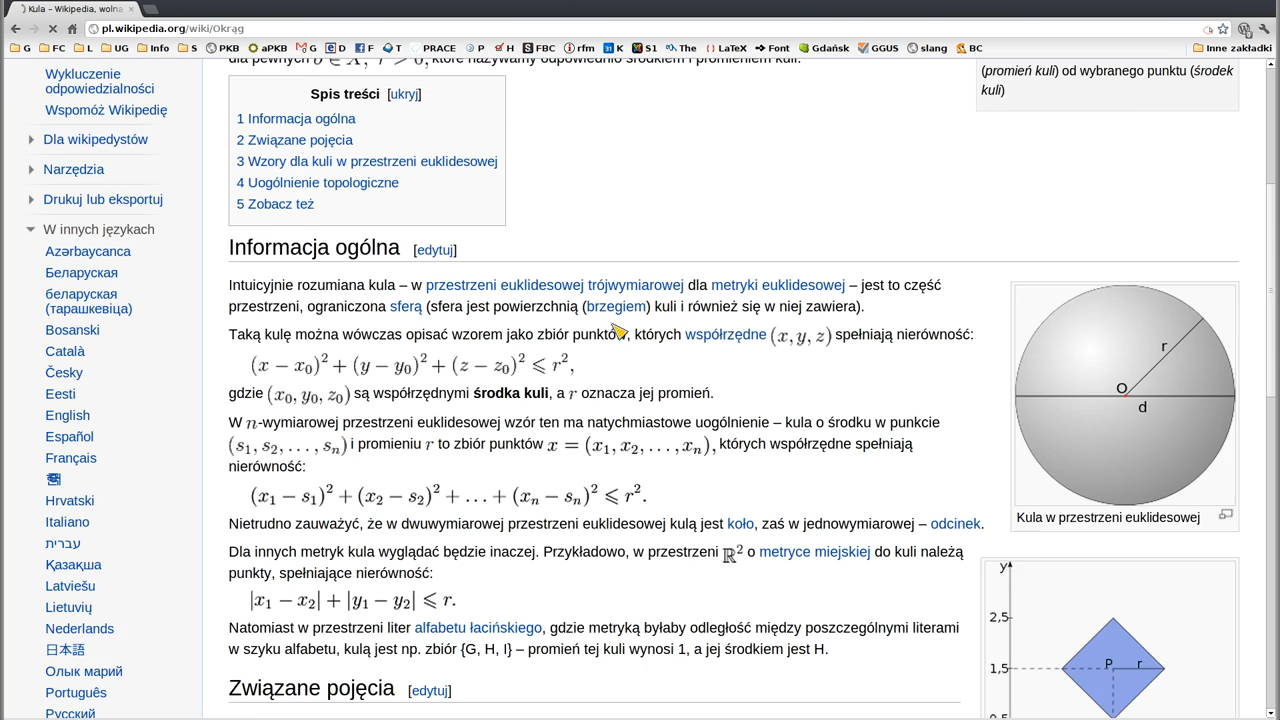 Kula – Wikipedia, wolna
pl.wikipedia.org/wiki/Okrąg
G FC L UG Info S PKB aPKB G D F T PRACE P H FBC rfm K S1 The LaTeX Font Gdańsk GGUS slang BC Inne zakładki
Wykluczenie
odpowiedzialności
Wspomóż Wikipedię
Dla wikipedystów
Narzędzia
Drukuj lub eksportuj
W innych językach
Azərbaycanca
Беларуская
беларуская
(тарашкевіца)
Bosanski
Català
Česky
Eesti
English
Español
Français
Hrvatski
Italiano
עברית
Қазақша
Latviešu
Lietuvių
Nederlands
日本語
Олык марий
Português
Русский
dla pewnych σ ∈ X, r > 0, które nazywamy odpowiednio środkiem i promieniem kuli.
Spis treści [ukryj]
1 Informacja ogólna
2 Związane pojęcia
3 Wzory dla kuli w przestrzeni euklidesowej
4 Uogólnienie topologiczne
5 Zobacz też
(promień kuli) od wybranego punktu (środek
kuli)
Informacja ogólna [edytuj]
Intuicyjnie rozumiana kula – w przestrzeni euklidesowej trójwymiarowej dla metryki euklidesowej – jest to część
przestrzeni, ograniczona sferą (sfera jest powierzchnią (brzegiem) kuli i również się w niej zawiera).
Taką kulę można wówczas opisać wzorem jako zbiór punktów, których współrzędne (x, y, z) spełniają nierówność:
(x − x₀)² + (y − y₀)² + (z − z₀)² ⩽ r²,
gdzie (x₀, y₀, z₀) są współrzędnymi środka kuli, a r oznacza jej promień.
W n-wymiarowej przestrzeni euklidesowej wzór ten ma natychmiastowe uogólnienie – kula o środku w punkcie
(s₁, s₂, . . . , sₙ) i promieniu r to zbiór punktów x = (x₁, x₂, . . . , xₙ), których współrzędne spełniają
nierówność:
(x₁ − s₁)² + (x₂ − s₂)² + . . . + (xₙ − sₙ)² ⩽ r².
Nietrudno zauważyć, że w dwuwymiarowej przestrzeni euklidesowej kulą jest koło, zaś w jednowymiarowej – odcinek.
Dla innych metryk kula wyglądać będzie inaczej. Przykładowo, w przestrzeni ℝ² o metryce miejskiej do kuli należą
punkty, spełniające nierówność:
|x₁ − x₂| + |y₁ − y₂| ⩽ r.
Natomiast w przestrzeni liter alfabetu łacińskiego, gdzie metryką byłaby odległość między poszczególnymi literami
w szyku alfabetu, kulą jest np. zbiór {G, H, I} – promień tej kuli wynosi 1, a jej środkiem jest H.
Związane pojęcia [edytuj]
r
O
d
Kula w przestrzeni euklidesowej
y
2,5
1,5
P r
0,5